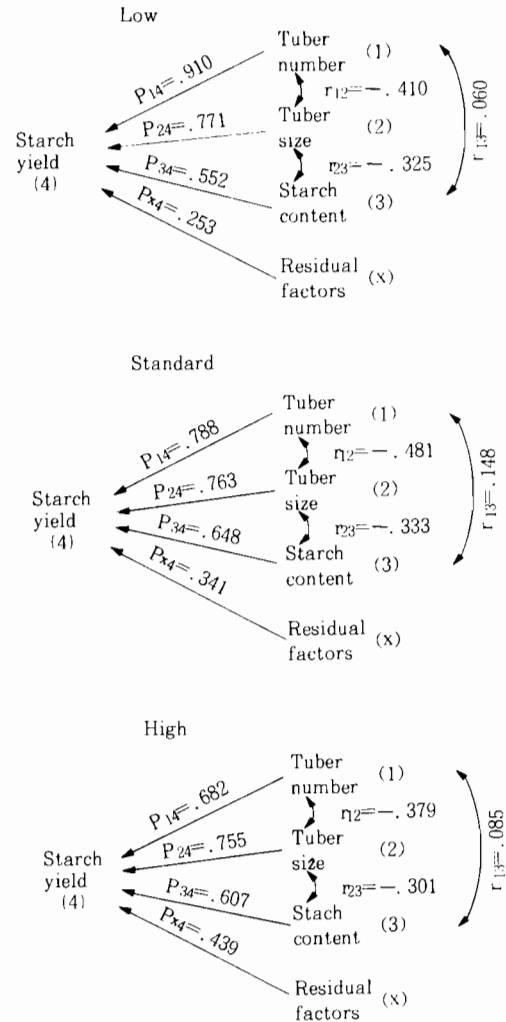 Low
Tuber
number (1)
P14=.910
r12=-.410
P24=.771
Tuber
size (2)
r13=.060
Starch
yield
(4)
P34=.552
r23=-.325
Starch
content (3)
Px4=.253
Residual
factors (x)
Standard
Tuber
number (1)
P14=.788
r12=-.481
P24=.763
Tuber
size (2)
r13=.148
Starch
yield
(4)
P34=.648
r23=-.333
Starch
content (3)
Px4=.341
Residual
factors (x)
High
Tuber
number (1)
P14=.682
r12=-.379
P24=.755
Tuber
size (2)
r13=.085
Starch
yield
(4)
P34=.607
r23=-.301
Stach
content (3)
Px4=.439
Residual
factors (x)